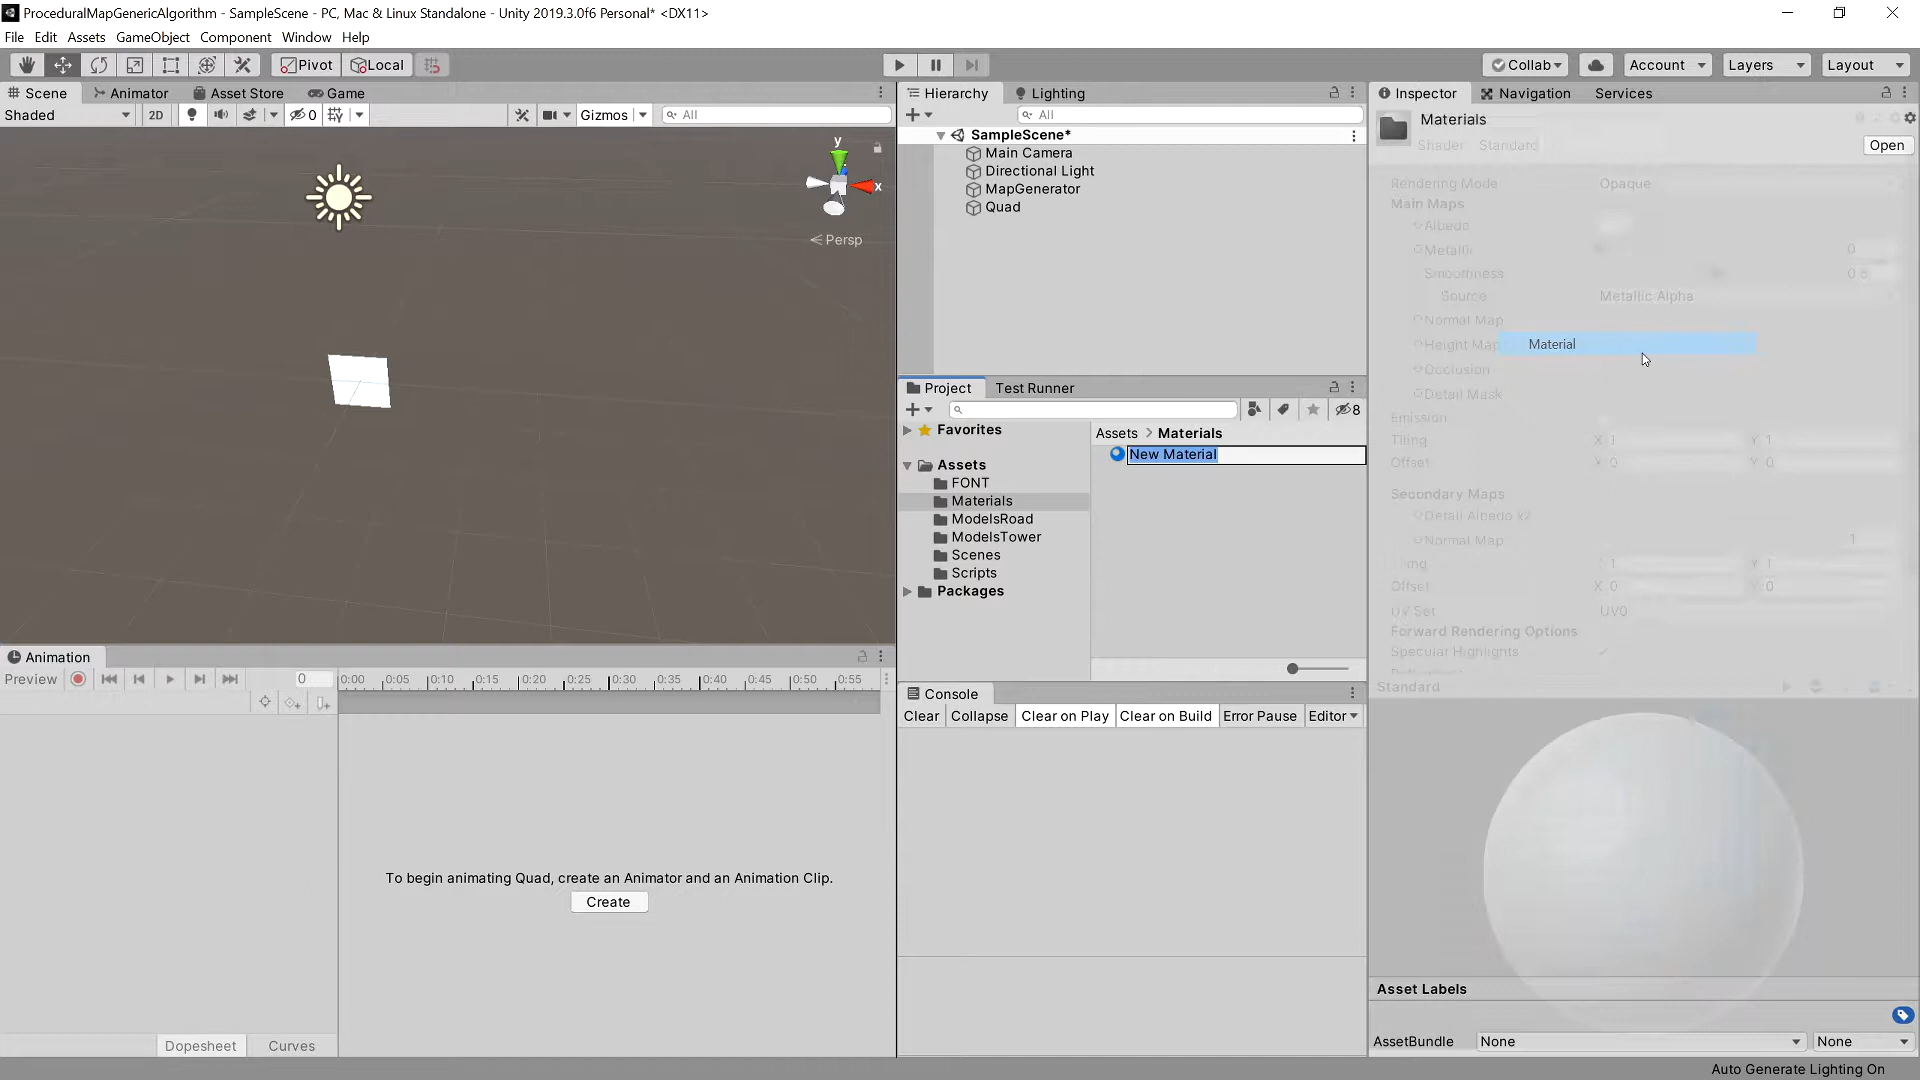 ProceduralMapGenericAlgorithm - SampleScene - PC, Mac & Linux Standalone - Unity 2019.3.0f6 Personal* <DX11>
File Edit Assets GameObject Component Window Help
Pivot Local Collab Account Layers Layout
Scene Animator Asset Store Game
Shaded 2D 0 Gizmos All
y
x
Persp
Hierarchy Lighting
All
SampleScene*
Main Camera
Directional Light
MapGenerator
Quad
Project Test Runner
8
Favorites
Assets
FONT
Materials
ModelsRoad
ModelsTower
Scenes
Scripts
Packages
Assets > Materials
New Material
Inspector Navigation Services
Materials
Shader Standard
Open
Rendering Mode Opaque
Main Maps
Albedo
Metallic 0
Smoothness 0.5
Source Metallic Alpha
Normal Map
Height Map
Material
Occlusion
Detail Mask
Emission
Tiling X 1 Y 1
Offset X 0 Y 0
Secondary Maps
Detail Albedo x2
Normal Map 1
Tiling 1 Y 1
Offset X 0 Y 0
UV Set UV0
Forward Rendering Options
Specular Highlights
Standard
Asset Labels
AssetBundle None None
Animation
Preview 0 0:00 0:05 0:10 0:15 0:20 0:25 0:30 0:35 0:40 0:45 0:50 0:55
To begin animating Quad, create an Animator and an Animation Clip.
Create
Dopesheet Curves
Console
Clear Collapse Clear on Play Clear on Build Error Pause Editor
Auto Generate Lighting On